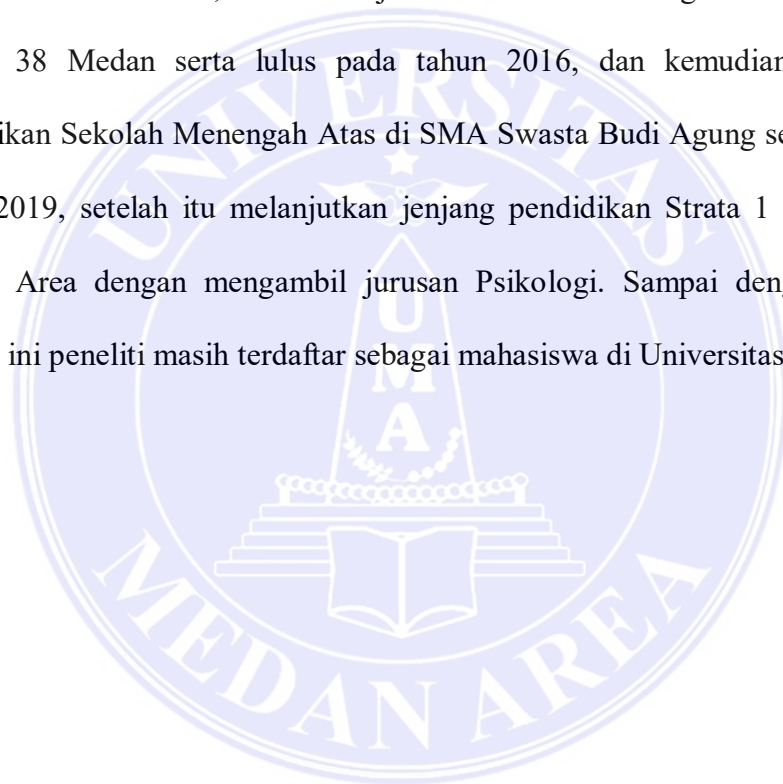 38 Medan serta lulus pada tahun 2016, dan kemudian
ikan Sekolah Menengah Atas di SMA Swasta Budi Agung se
2019, setelah itu melanjutkan jenjang pendidikan Strata 1
Area dengan mengambil jurusan Psikologi. Sampai den
ini peneliti masih terdaftar sebagai mahasiswa di Universitas
UNIVERSITAS
UMA
MEDAN AREA